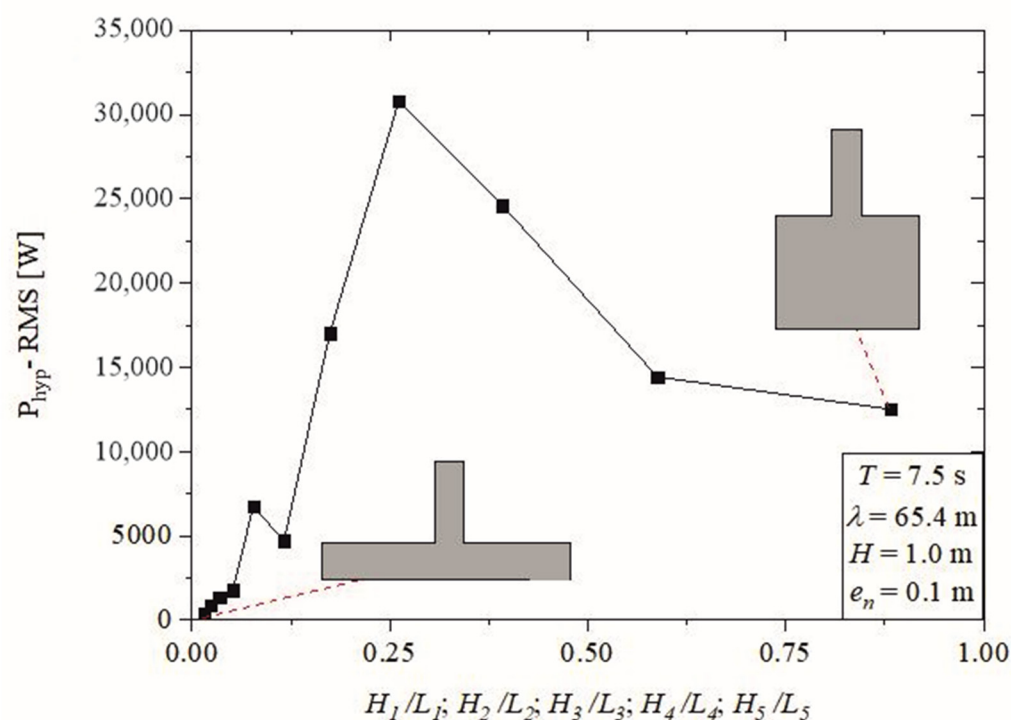 35,000
30,000
25,000
20,000
15,000
10,000
5000
0
P_hyp- RMS [W]
T = 7.5 s
λ = 65.4 m
H = 1.0 m
e_n = 0.1 m
0.00 0.25 0.50 0.75 1.00
H_1/L_1; H_2/L_2; H_3/L_3; H_4/L_4; H_5/L_5